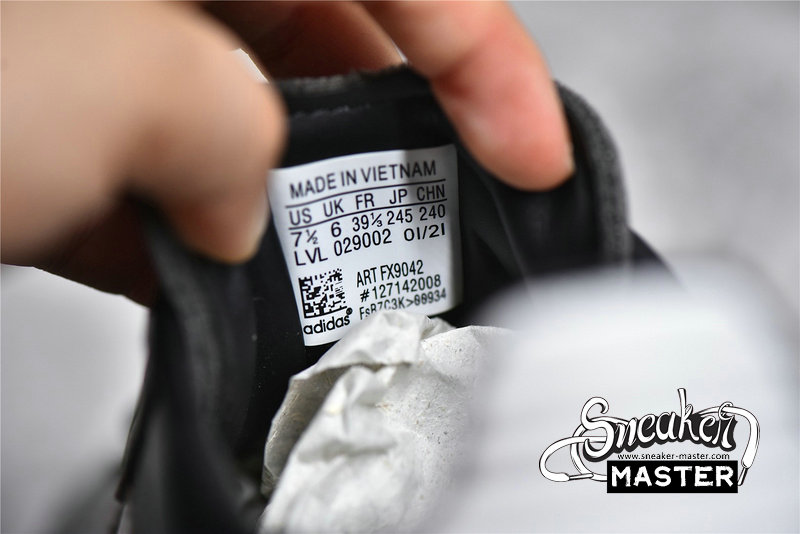 MADE IN VIETNAM
US UK FR JP CHN
7½ 6 39⅓ 245 240
LVL 029002 01/21
ART FX9042
#127142008
adidas
Sneaker
www.sneaker-master.com
MASTER